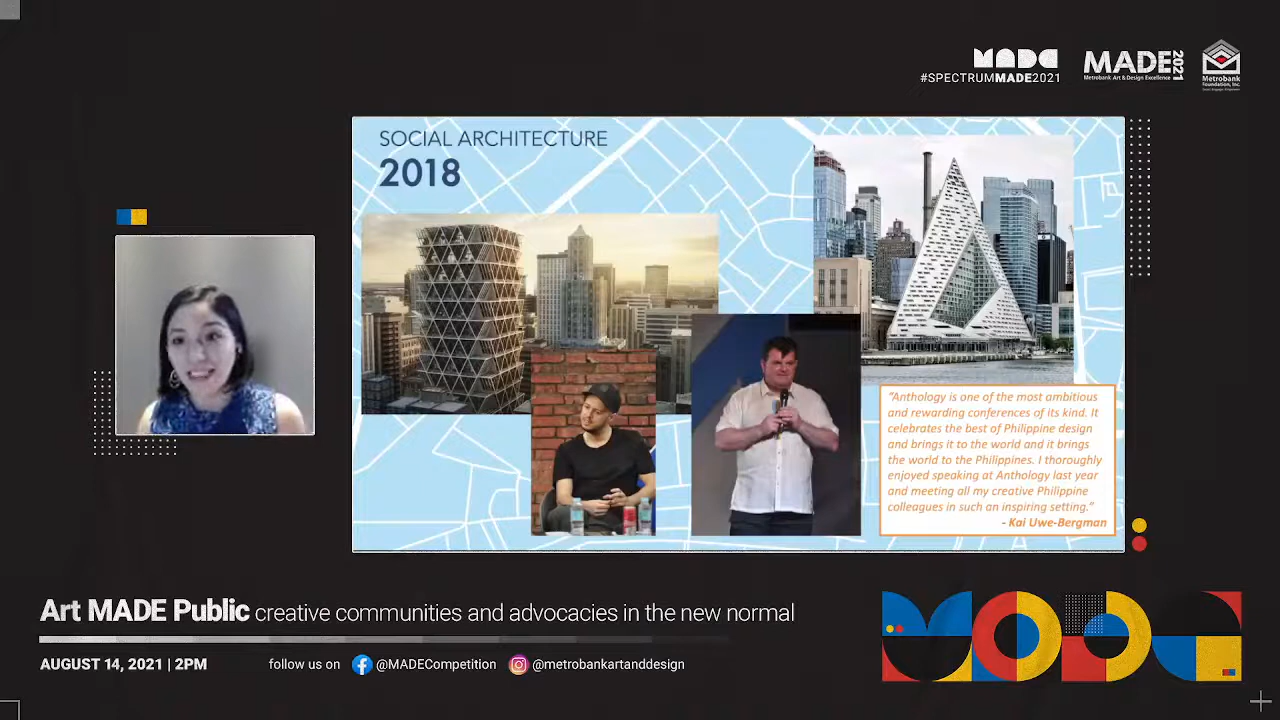 MADE
#SPECTRUMMADE2021
MADE 2021
Metrobank Art & Design Excellence
Metrobank
Foundation, Inc.
SOCIAL ARCHITECTURE
2018
“Anthology is one of the most ambitious
and rewarding conferences of its kind. It
celebrates the best of Philippine design
and brings it to the world and it brings
the world to the Philippines. I thoroughly
enjoyed speaking at Anthology last year
and meeting all my creative Philippine
colleagues in such an inspiring setting.”
- Kai Uwe-Bergman
Art MADE Public creative communities and advocacies in the new normal
AUGUST 14, 2021 | 2PM
follow us on @MADECompetition @metrobankartanddesign
MADE